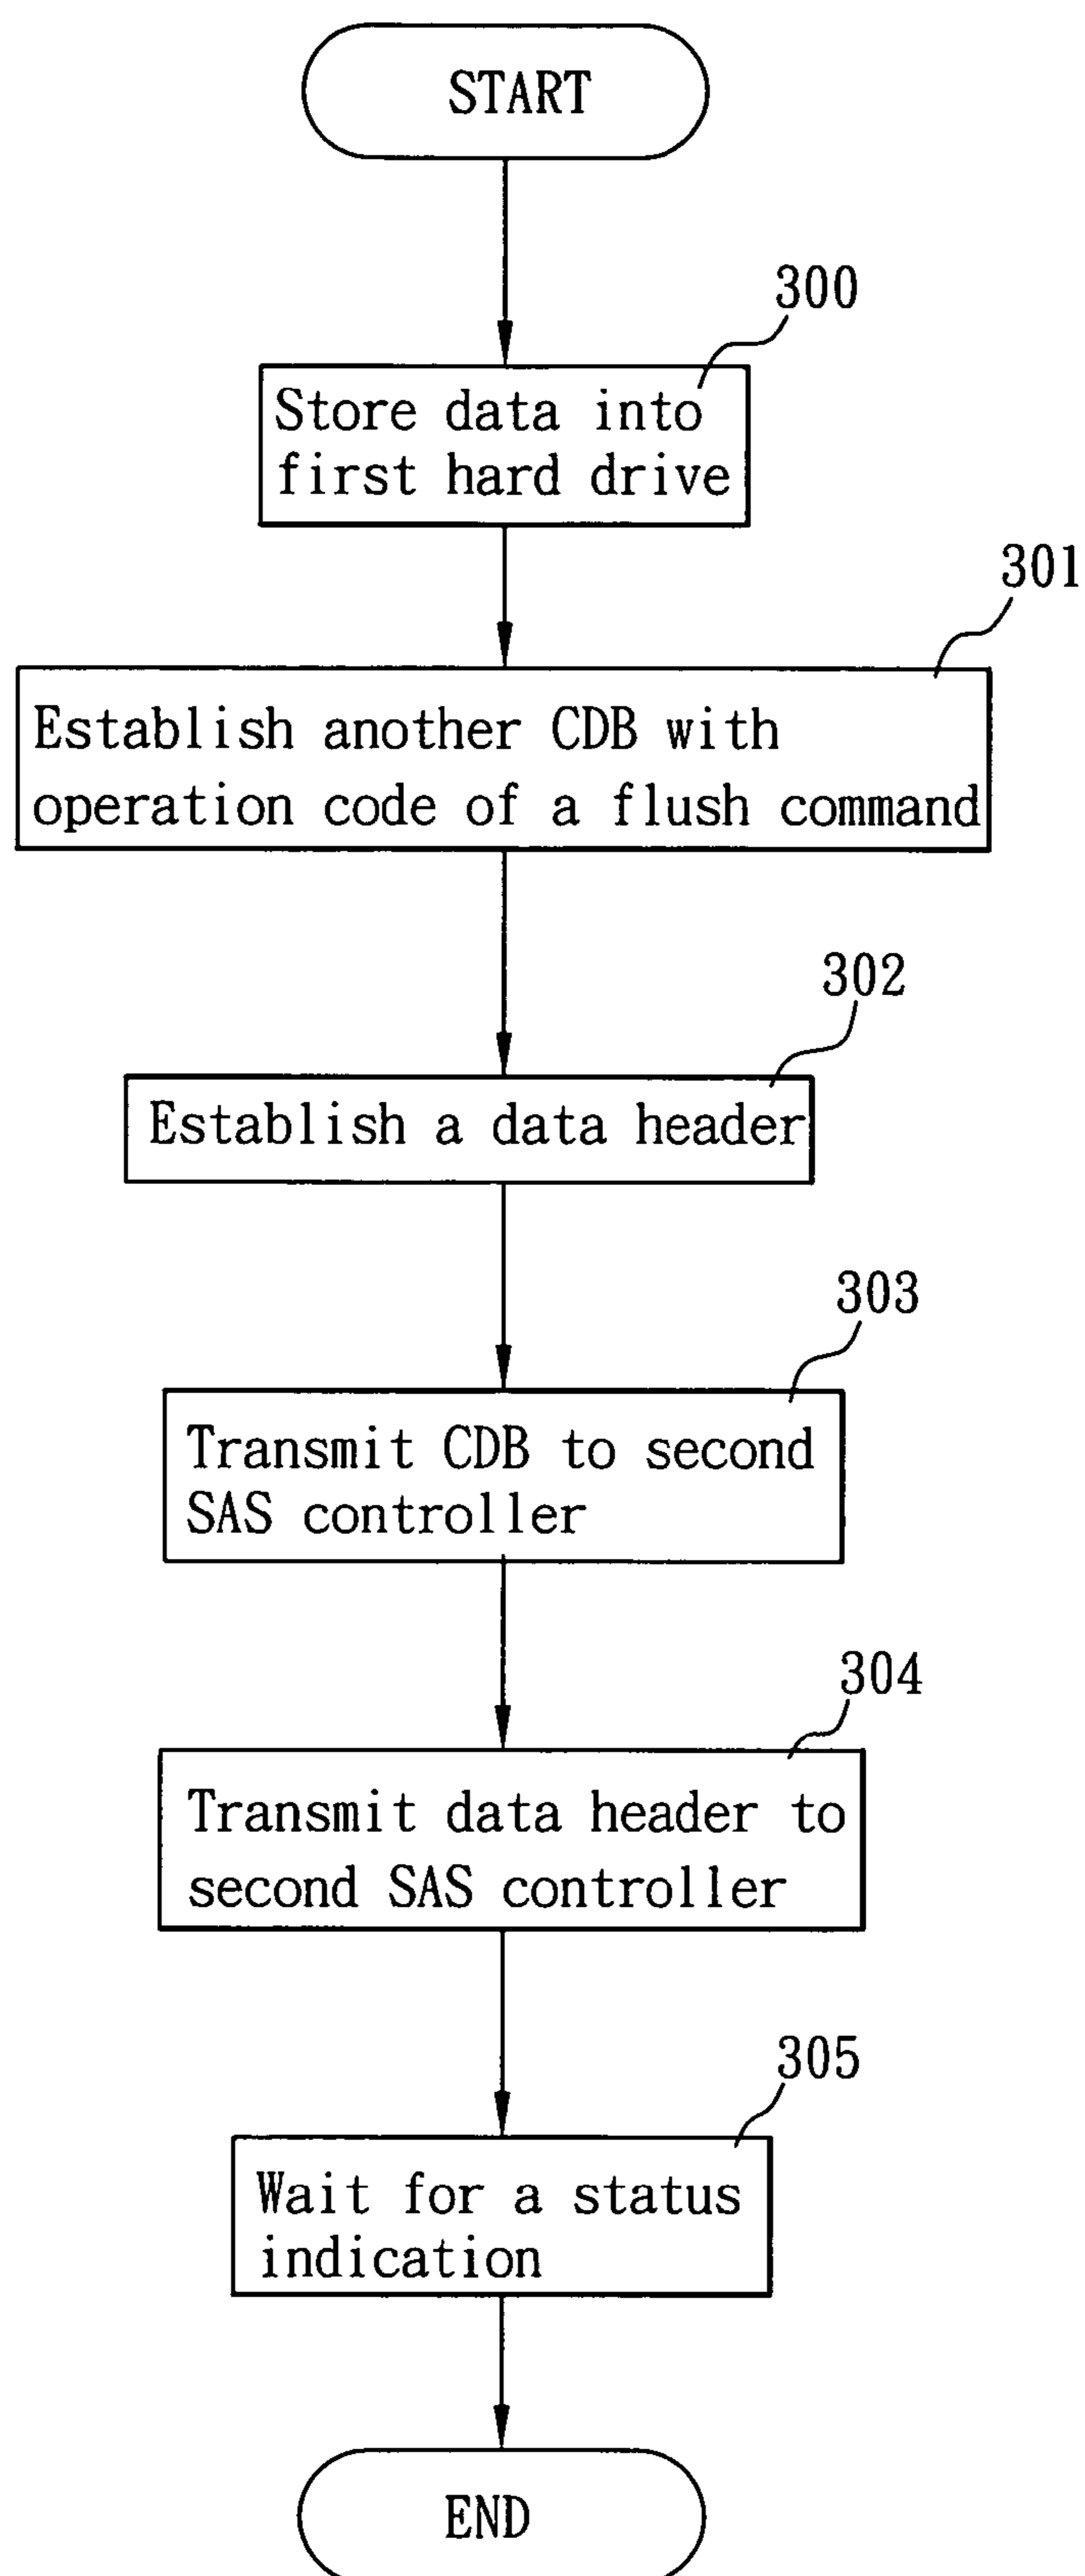 START
300
Store data into
first hard drive
301
Establish another CDB with
operation code of a flush command
302
Establish a data header
303
Transmit CDB to second
SAS controller
304
Transmit data header to
second SAS controller
305
Wait for a status
indication
END